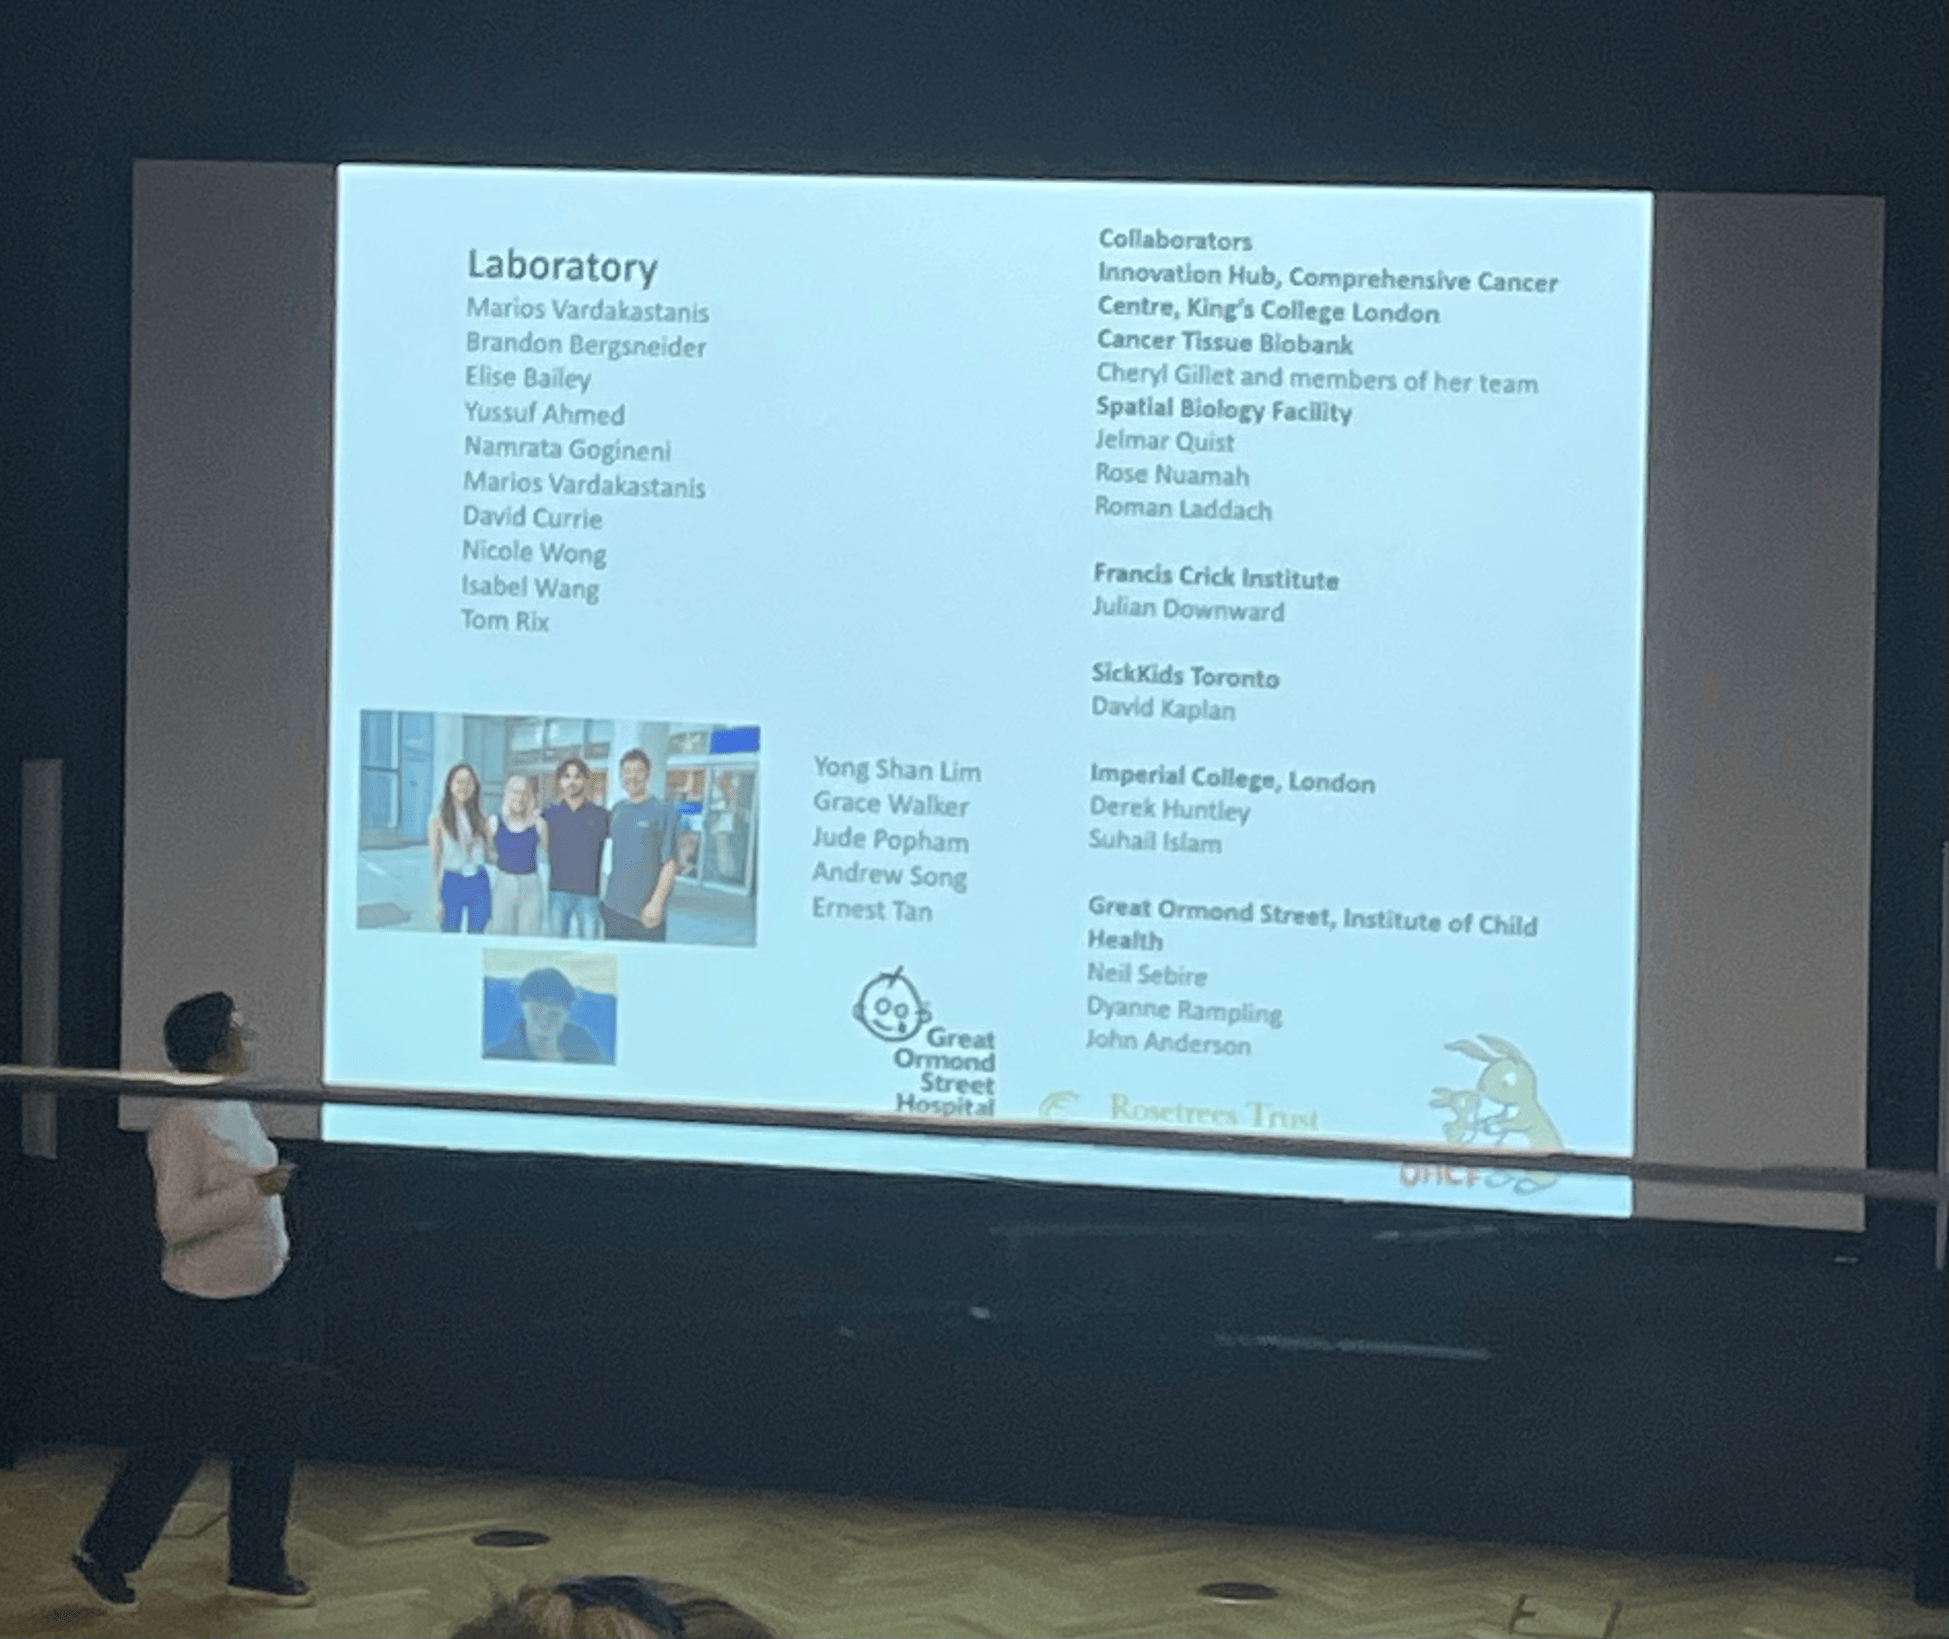 Laboratory
Marios Vardakastanis
Brandon Bergsneider
Elise Bailey
Yussuf Ahmed
Namrata Gogineni
Marios Vardakastanis
David Currie
Nicole Wong
Isabel Wang
Tom Rix
Yong Shan Lim
Grace Walker
Jude Popham
Andrew Song
Ernest Tan
Great
Ormond
Street
Hospital
Collaborators
Innovation Hub, Comprehensive Cancer
Centre, King's College London
Cancer Tissue Biobank
Cheryl Gillet and members of her team
Spatial Biology Facility
Jelmar Quist
Rose Nuamah
Roman Laddach
Francis Crick Institute
Julian Downward
SickKids Toronto
David Kaplan
Imperial College, London
Derek Huntley
Suhail Islam
Great Ormond Street, Institute of Child
Health
Neil Sebire
Dyanne Rampling
John Anderson
Rosetrees Trust